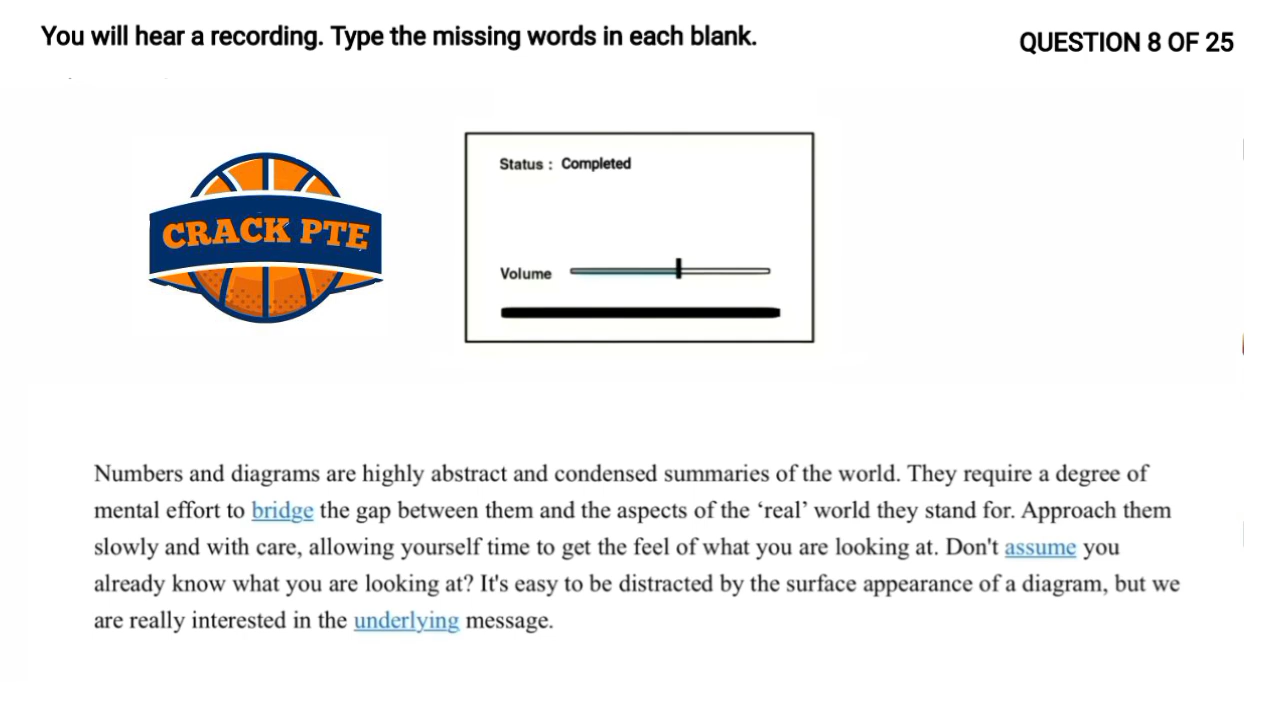 You will hear a recording. Type the missing words in each blank.
QUESTION 8 OF 25
CRACK PTE
Status : Completed
Volume
Numbers and diagrams are highly abstract and condensed summaries of the world. They require a degree of
mental effort to bridge the gap between them and the aspects of the ‘real’ world they stand for. Approach them
slowly and with care, allowing yourself time to get the feel of what you are looking at. Don't assume you
already know what you are looking at? It's easy to be distracted by the surface appearance of a diagram, but we
are really interested in the underlying message.